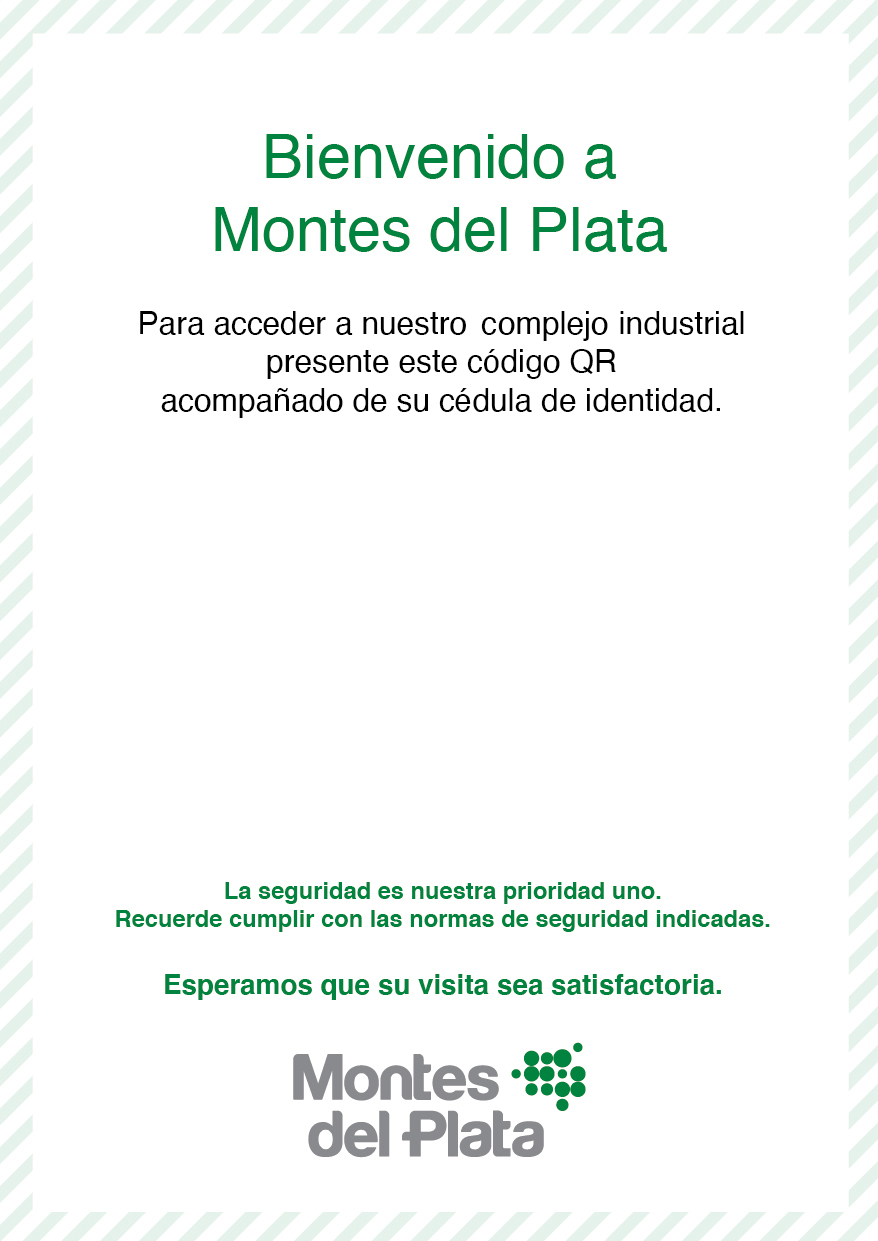 Bienvenido a
Montes del Plata
Para acceder a nuestro complejo industrial
presente este código QR
acompañado de su cédula de identidad.
La seguridad es nuestra prioridad uno.
Recuerde cumplir con las normas de seguridad indicadas.
Esperamos que su visita sea satisfactoria.
Montes
del Plata